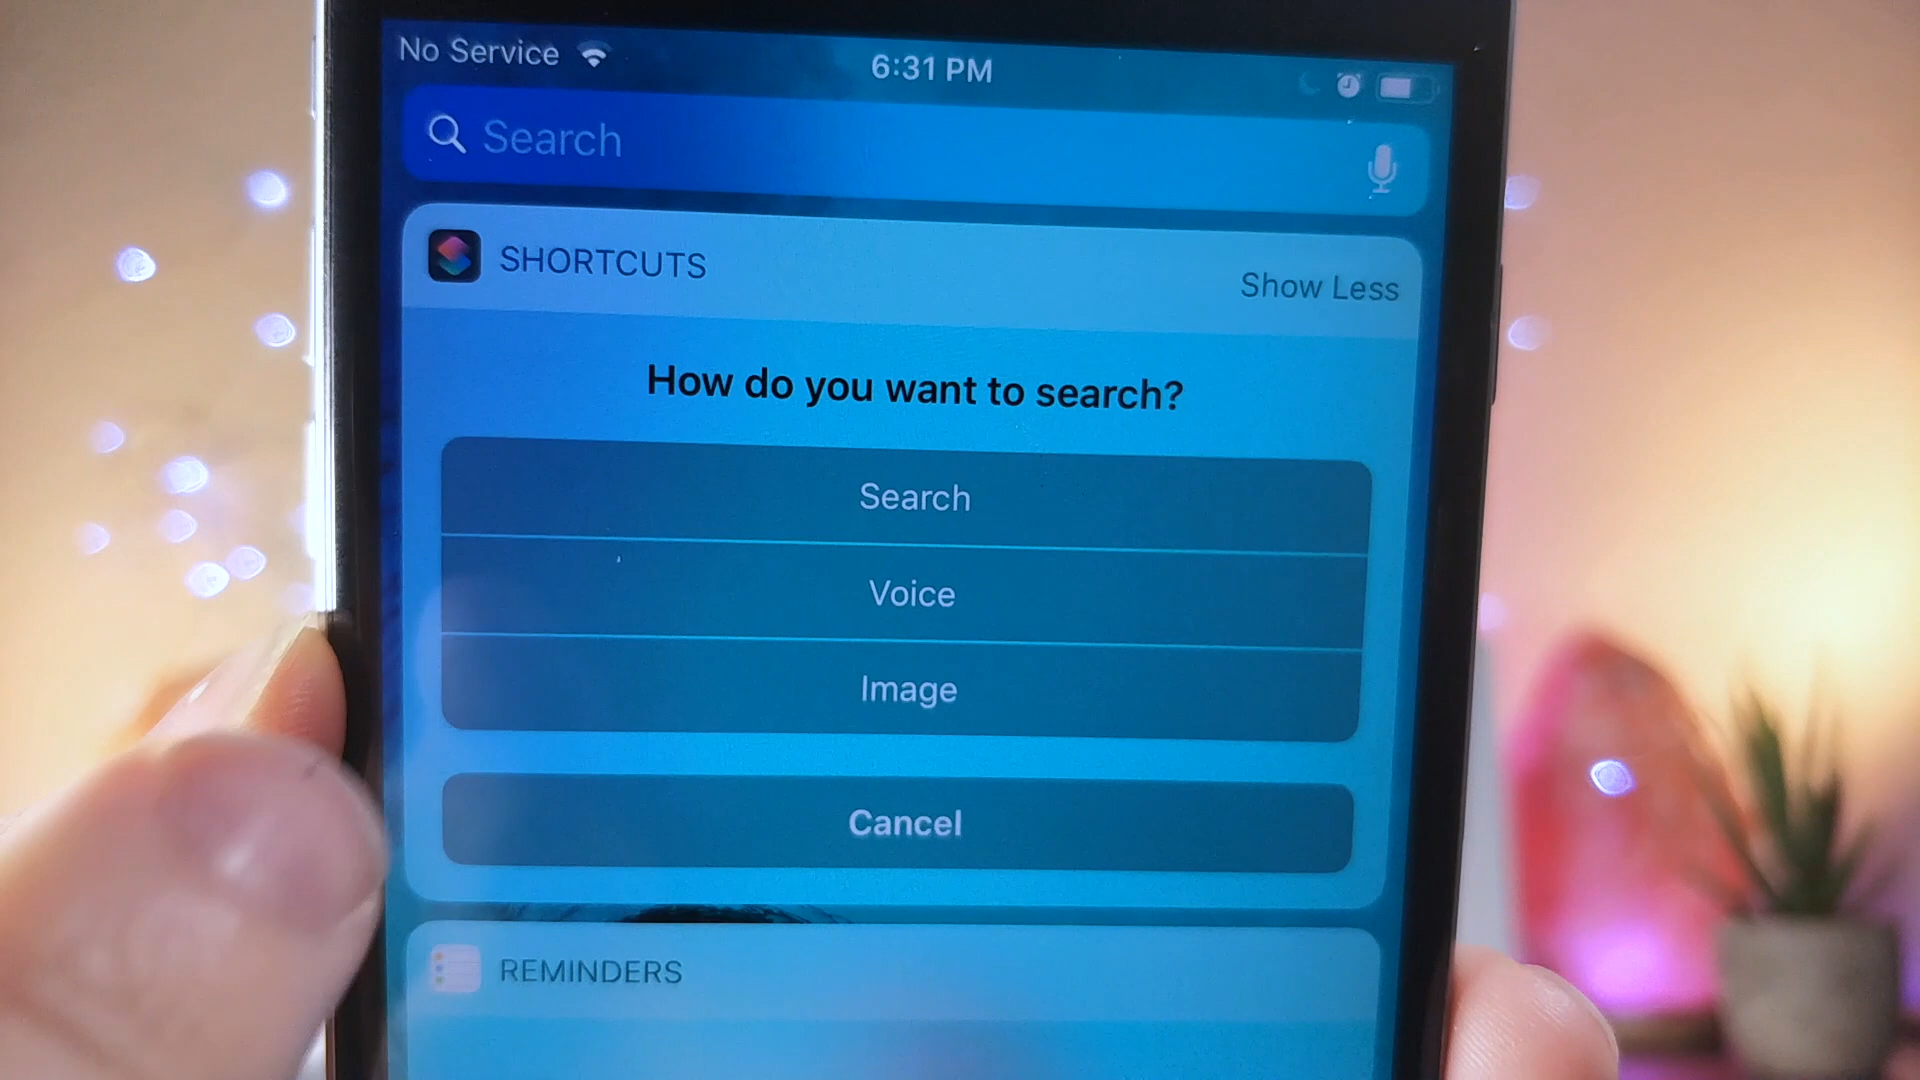 No Service
6:31 PM
Search
SHORTCUTS
Show Less
How do you want to search?
Search
Voice
Image
Cancel
REMINDERS